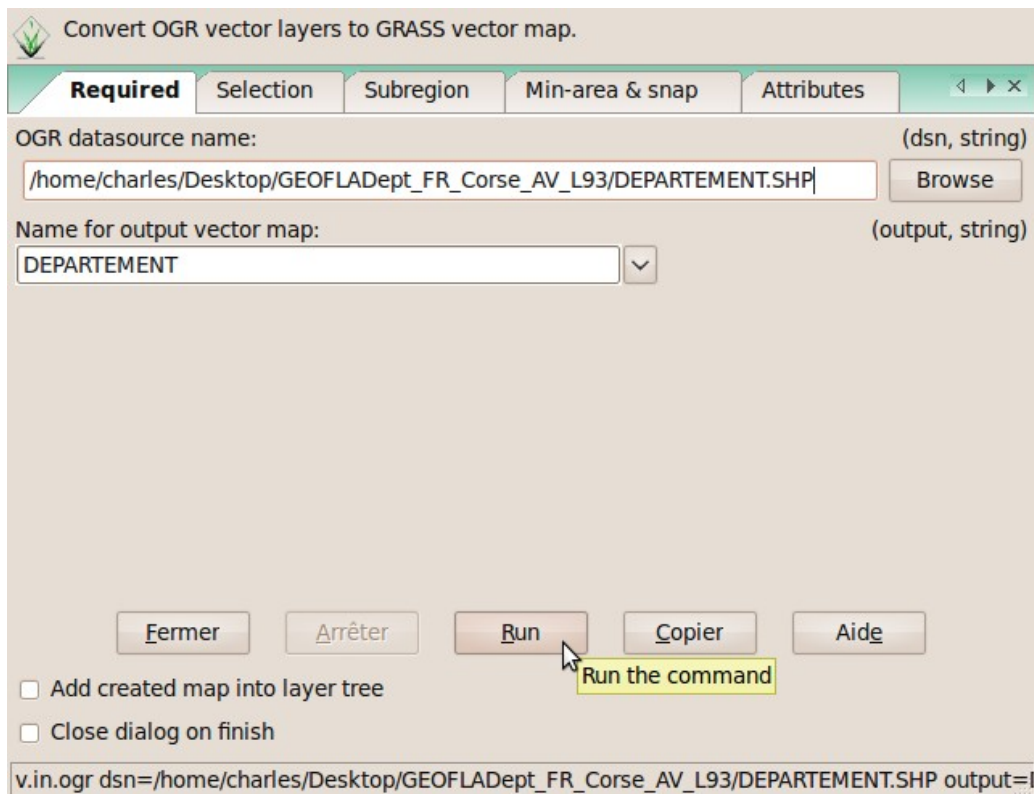 Convert OGR vector layers to GRASS vector map.
Required Selection Subregion Min-area & snap Attributes
OGR datasource name: (dsn, string)
/home/charles/Desktop/GEOFLADept_FR_Corse_AV_L93/DEPARTEMENT.SHP Browse
Name for output vector map: (output, string)
DEPARTEMENT
Fermer Arrêter Run Copier Aide
Run the command
Add created map into layer tree
Close dialog on finish
v.in.ogr dsn=/home/charles/Desktop/GEOFLADept_FR_Corse_AV_L93/DEPARTEMENT.SHP output=